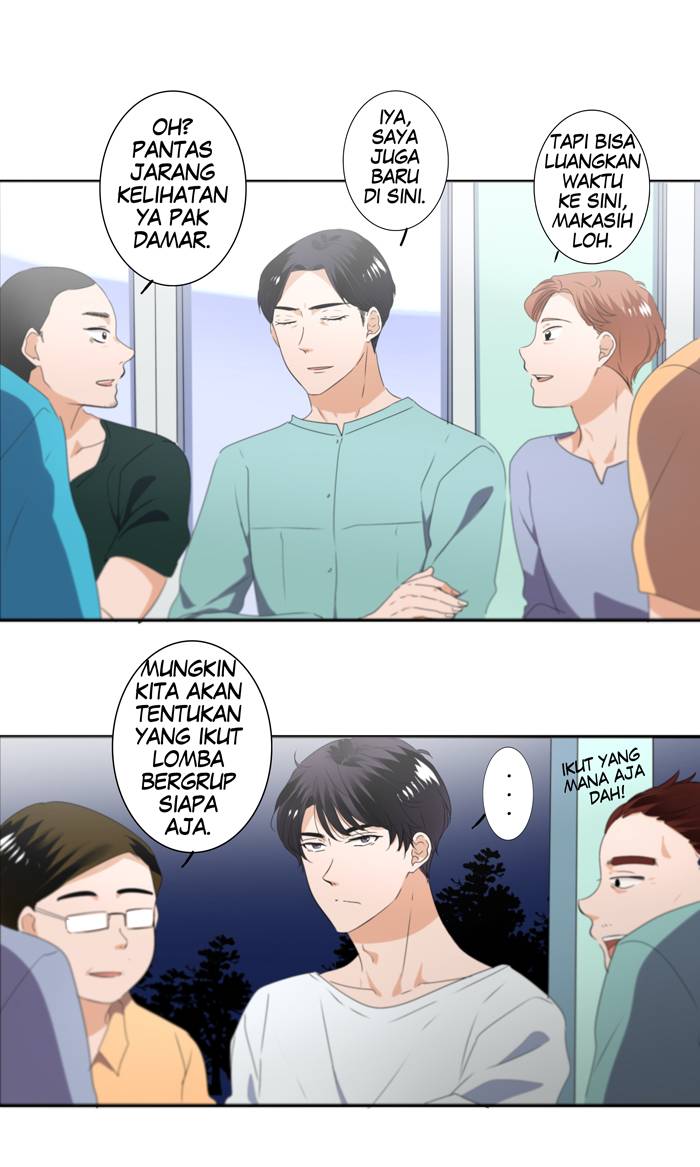 OH?
PANTAS
JARANG
KELIHATAN
YA PAK
DAMAR.
IYA,
SAYA
JUGA
BARU
DI SINI.
TAPI BISA
LUANGKAN
WAKTU
KE SINI,
MAKASIH
LOH.
MUNGKIN
KITA AKAN
TENTUKAN
YANG IKUT
LOMBA
BERGRUP
SIAPA
AJA.
...
IKUT YANG
MANA AJA
DAH!